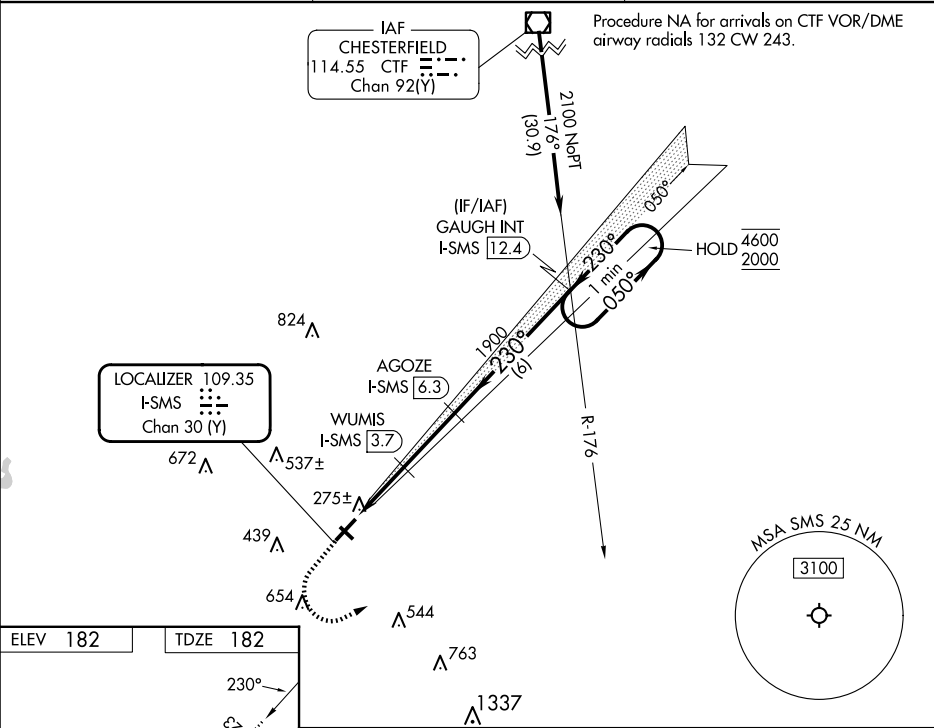 IAF
CHESTERFIELD
114.55 CTF
Chan 92(Y)
Procedure NA for arrivals on CTF VOR/DME
airway radials 132 CW 243.
2100 NoPT
176°
(30.9)
050°
(IF/IAF)
GAUGH INT
I-SMS 12.4
230°
1 min
050°
HOLD 4600
2000
824
1900
230°
(6)
AGOZE
I-SMS 6.3
LOCALIZER 109.35
I-SMS
Chan 30 (Y)
WUMIS
I-SMS 3.7
R-176
672
537±
275±
439
MSA SMS 25 NM
3100
654
544
ELEV 182
TDZE 182
763
230°
1337